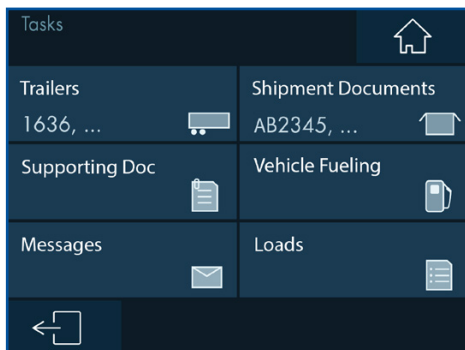 Tasks
Trailers
1636, ...
Shipment Documents
AB2345, ...
Supporting Doc
Vehicle Fueling
Messages
Loads